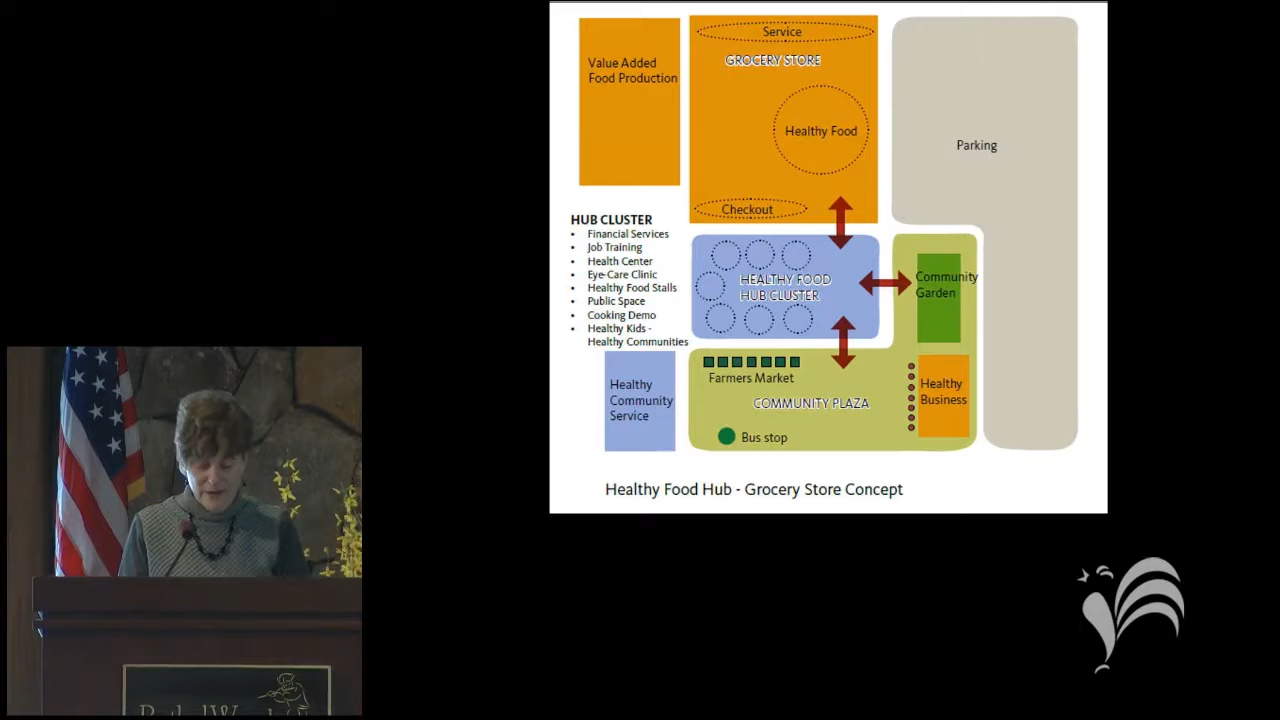 Service
GROCERY STORE
Value Added
Food Production
Healthy Food
Parking
Checkout
HUB CLUSTER
• Financial Services
• Job Training
• Health Center
• Eye-Care Clinic
• Healthy Food Stalls
• Public Space
• Cooking Demo
• Healthy Kids -
Healthy Communities
HEALTHY FOOD
HUB CLUSTER
Community
Garden
Healthy
Community
Service
Farmers Market
COMMUNITY PLAZA
Bus stop
Healthy
Business
Healthy Food Hub - Grocery Store Concept